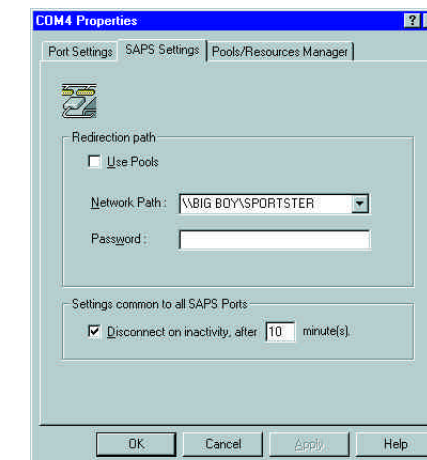 COM4 Properties
Port Settings SAPS Settings Pools/Resources Manager
Redirection path
Use Pools
Network Path : \\BIG BOY\SPORTSTER
Password :
Settings common to all SAPS Ports
Disconnect on inactivity, after 10 minute(s).
OK Cancel Apply Help